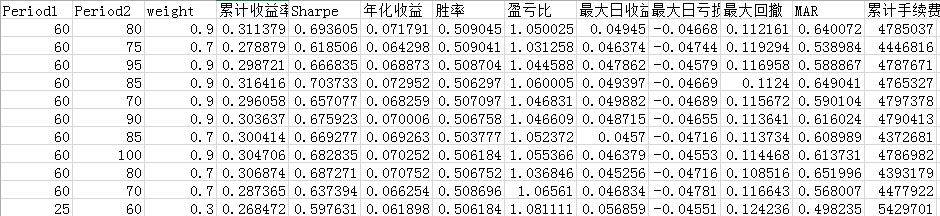 Period1 Period2 weight 累计收益率 Sharpe 年化收益 胜率 盈亏比 最大日收益 最大日亏损 最大回撤 MAR 累计手续费
60 80 0.9 0.311379 0.693605 0.071791 0.509045 1.050025 0.04945 -0.04668 0.112161 0.640072 4785037
60 75 0.7 0.278879 0.618506 0.064298 0.509041 1.031258 0.046374 -0.04744 0.119294 0.538984 4446816
60 95 0.9 0.298721 0.666835 0.068873 0.508704 1.044588 0.047862 -0.04579 0.116958 0.588867 4787671
60 85 0.9 0.316416 0.703733 0.072952 0.506297 1.060005 0.049397 -0.04669 0.1124 0.649041 4765327
60 70 0.9 0.296058 0.657077 0.068259 0.507097 1.046831 0.049882 -0.04689 0.115672 0.590104 4797378
60 90 0.9 0.303637 0.675923 0.070006 0.506758 1.046609 0.048715 -0.04655 0.113641 0.616024 4790413
60 85 0.7 0.300414 0.669277 0.069263 0.503777 1.052372 0.0457 -0.04716 0.113734 0.608989 4372681
60 100 0.9 0.304706 0.682835 0.070252 0.506184 1.055366 0.046379 -0.04553 0.114468 0.613731 4786982
60 80 0.7 0.306874 0.687271 0.070752 0.506752 1.036846 0.045256 -0.04716 0.108516 0.651996 4393179
60 70 0.7 0.287365 0.637394 0.066254 0.508696 1.06561 0.046834 -0.04781 0.116643 0.568007 4477922
25 60 0.3 0.268472 0.597631 0.061898 0.506184 1.081111 0.056859 -0.04551 0.124236 0.498235 5429701